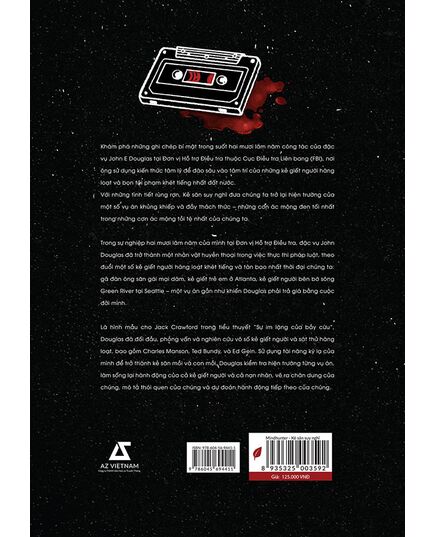 Khám phá những ghi chép bí mật trong suốt hai mươi lăm năm công tác của đặc
vụ John E Douglas tại Đơn vị Hỗ trợ Điều tra thuộc Cục Điều tra Liên bang (FBI), nơi
ông sử dụng kiến thức tâm lý để đào sâu vào tâm trí của những kẻ giết người hàng
loạt và bọn tội phạm khét tiếng nhất đất nước.
Với những tình tiết rùng rợn, Kẻ săn suy nghĩ đưa chúng ta trở lại hiện trường của
một số vụ án khủng khiếp và đầy thách thức – những cơn ác mộng đen tối nhất
trong những cơn ác mộng tồi tệ nhất của chúng ta.
Trong sự nghiệp hai mươi lăm năm của mình tại Đơn vị Hỗ trợ Điều tra, đặc vụ John
Douglas đã trở thành một nhân vật huyền thoại trong việc thực thi pháp luật, theo
đuổi một số kẻ giết người hàng loạt khét tiếng và tàn bạo nhất thời đại chúng ta:
gã đàn ông săn gái mại dâm, kẻ giết trẻ em ở Atlanta, kẻ giết người bên bờ sông
Green River tại Seattle – một vụ án gần như khiến Douglas phải trả giá bằng cuộc
đời mình.
Là hình mẫu cho Jack Crawford trong tiểu thuyết "Sự im lặng của bầy cừu",
Douglas đã đối đầu, phỏng vấn và nghiên cứu vô số kẻ giết người và sát thủ hàng
loạt, bao gồm Charles Manson, Ted Bundy, và Ed Gein. Sử dụng tài năng kỳ lạ của
mình để trở thành kẻ săn mồi và con mồi, Douglas kiểm tra hiện trường từng vụ án,
làm sống lại hành động của cả kẻ giết người và cả nạn nhân, vẽ ra chân dung của
chúng, mô tả thói quen của chúng và dự đoán hành động tiếp theo của chúng.
AZ VIETNAM
ISBN: 978-604-56-9441-1
9 786045 694411
Mindhunter - Kẻ săn suy nghĩ
8 935325 003592
Giá: 125.000 VNĐ